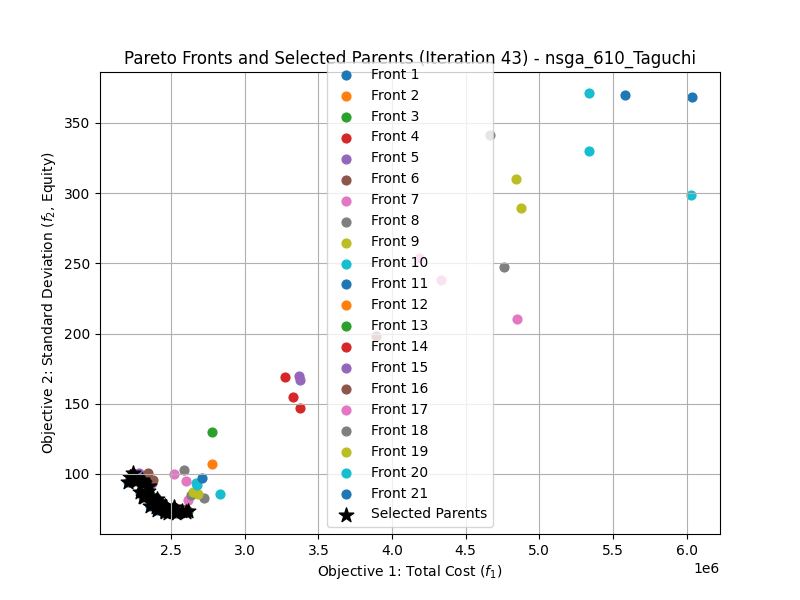 Pareto Fronts and Selected Parents (Iteration 43) - nsga_610_Taguchi
Objective 2: Standard Deviation (f₂, Equity)
350
300
250
200
150
100
Front 1
Front 2
Front 3
Front 4
Front 5
Front 6
Front 7
Front 8
Front 9
Front 10
Front 11
Front 12
Front 13
Front 14
Front 15
Front 16
Front 17
Front 18
Front 19
Front 20
Front 21
Selected Parents
2.5 3.0 3.5 4.0 4.5 5.0 5.5 6.0
1e6
Objective 1: Total Cost (f₁)